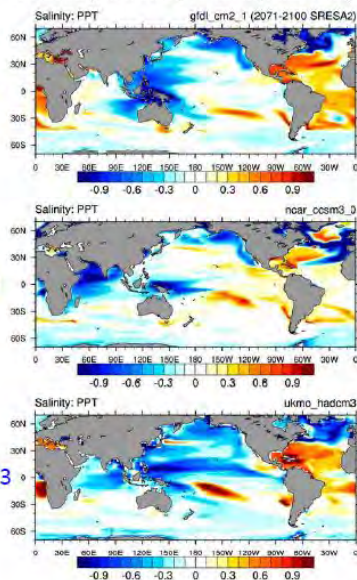 Salinity: PPT gfdl_cm2_1 (2071-2100 SRESA2)
60N
30N
0
30S
60S
0 30E 60E 90E 120E 150E 180 150W 120W 90W 60W 30W 0
-0.9 -0.6 -0.3 0 0.3 0.6 0.9
Salinity: PPT ncar_ccsm3_0
60N
30N
0
30S
60S
0 30E 60E 90E 120E 150E 180 150W 120W 90W 60W 30W 0
-0.9 -0.6 -0.3 0 0.3 0.6 0.9
Salinity: PPT ukmo_hadcm3
60N
30N
3
0
30S
60S
0 30E 60E 90E 120E 150E 180 150W 120W 90W 60W 30W 0
-0.9 -0.6 -0.3 0 0.3 0.6 0.9